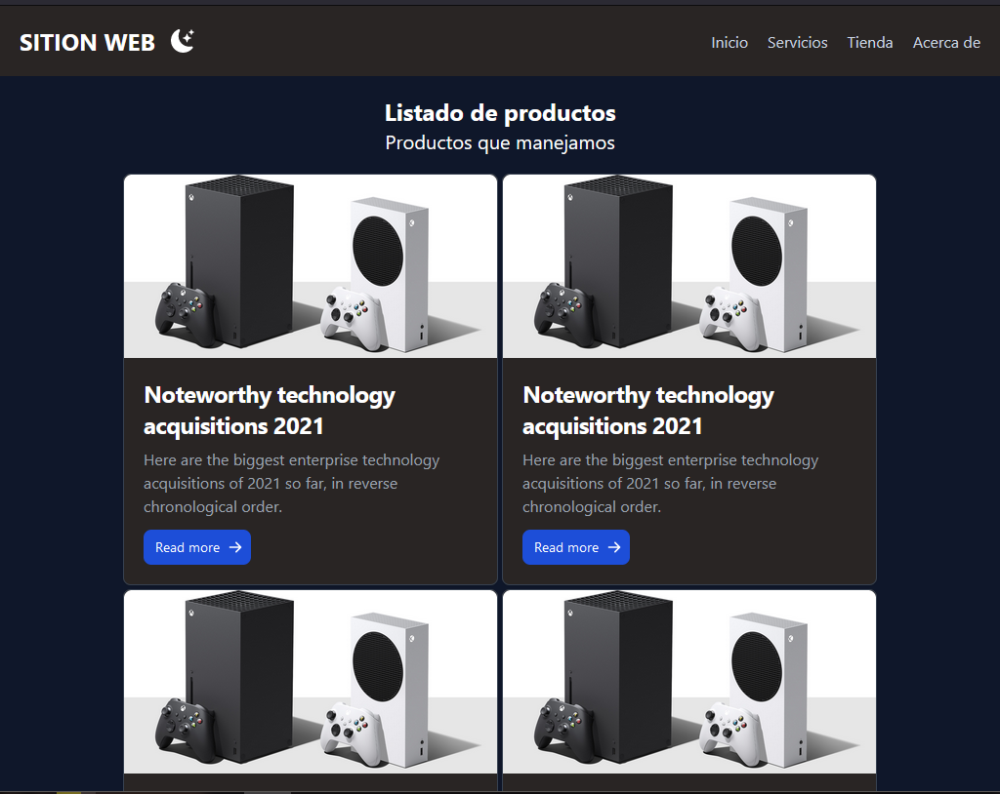 SITION WEB
Inicio Servicios Tienda Acerca de
Listado de productos
Productos que manejamos
Noteworthy technology
acquisitions 2021
Here are the biggest enterprise technology
acquisitions of 2021 so far, in reverse
chronological order.
Read more
Noteworthy technology
acquisitions 2021
Here are the biggest enterprise technology
acquisitions of 2021 so far, in reverse
chronological order.
Read more